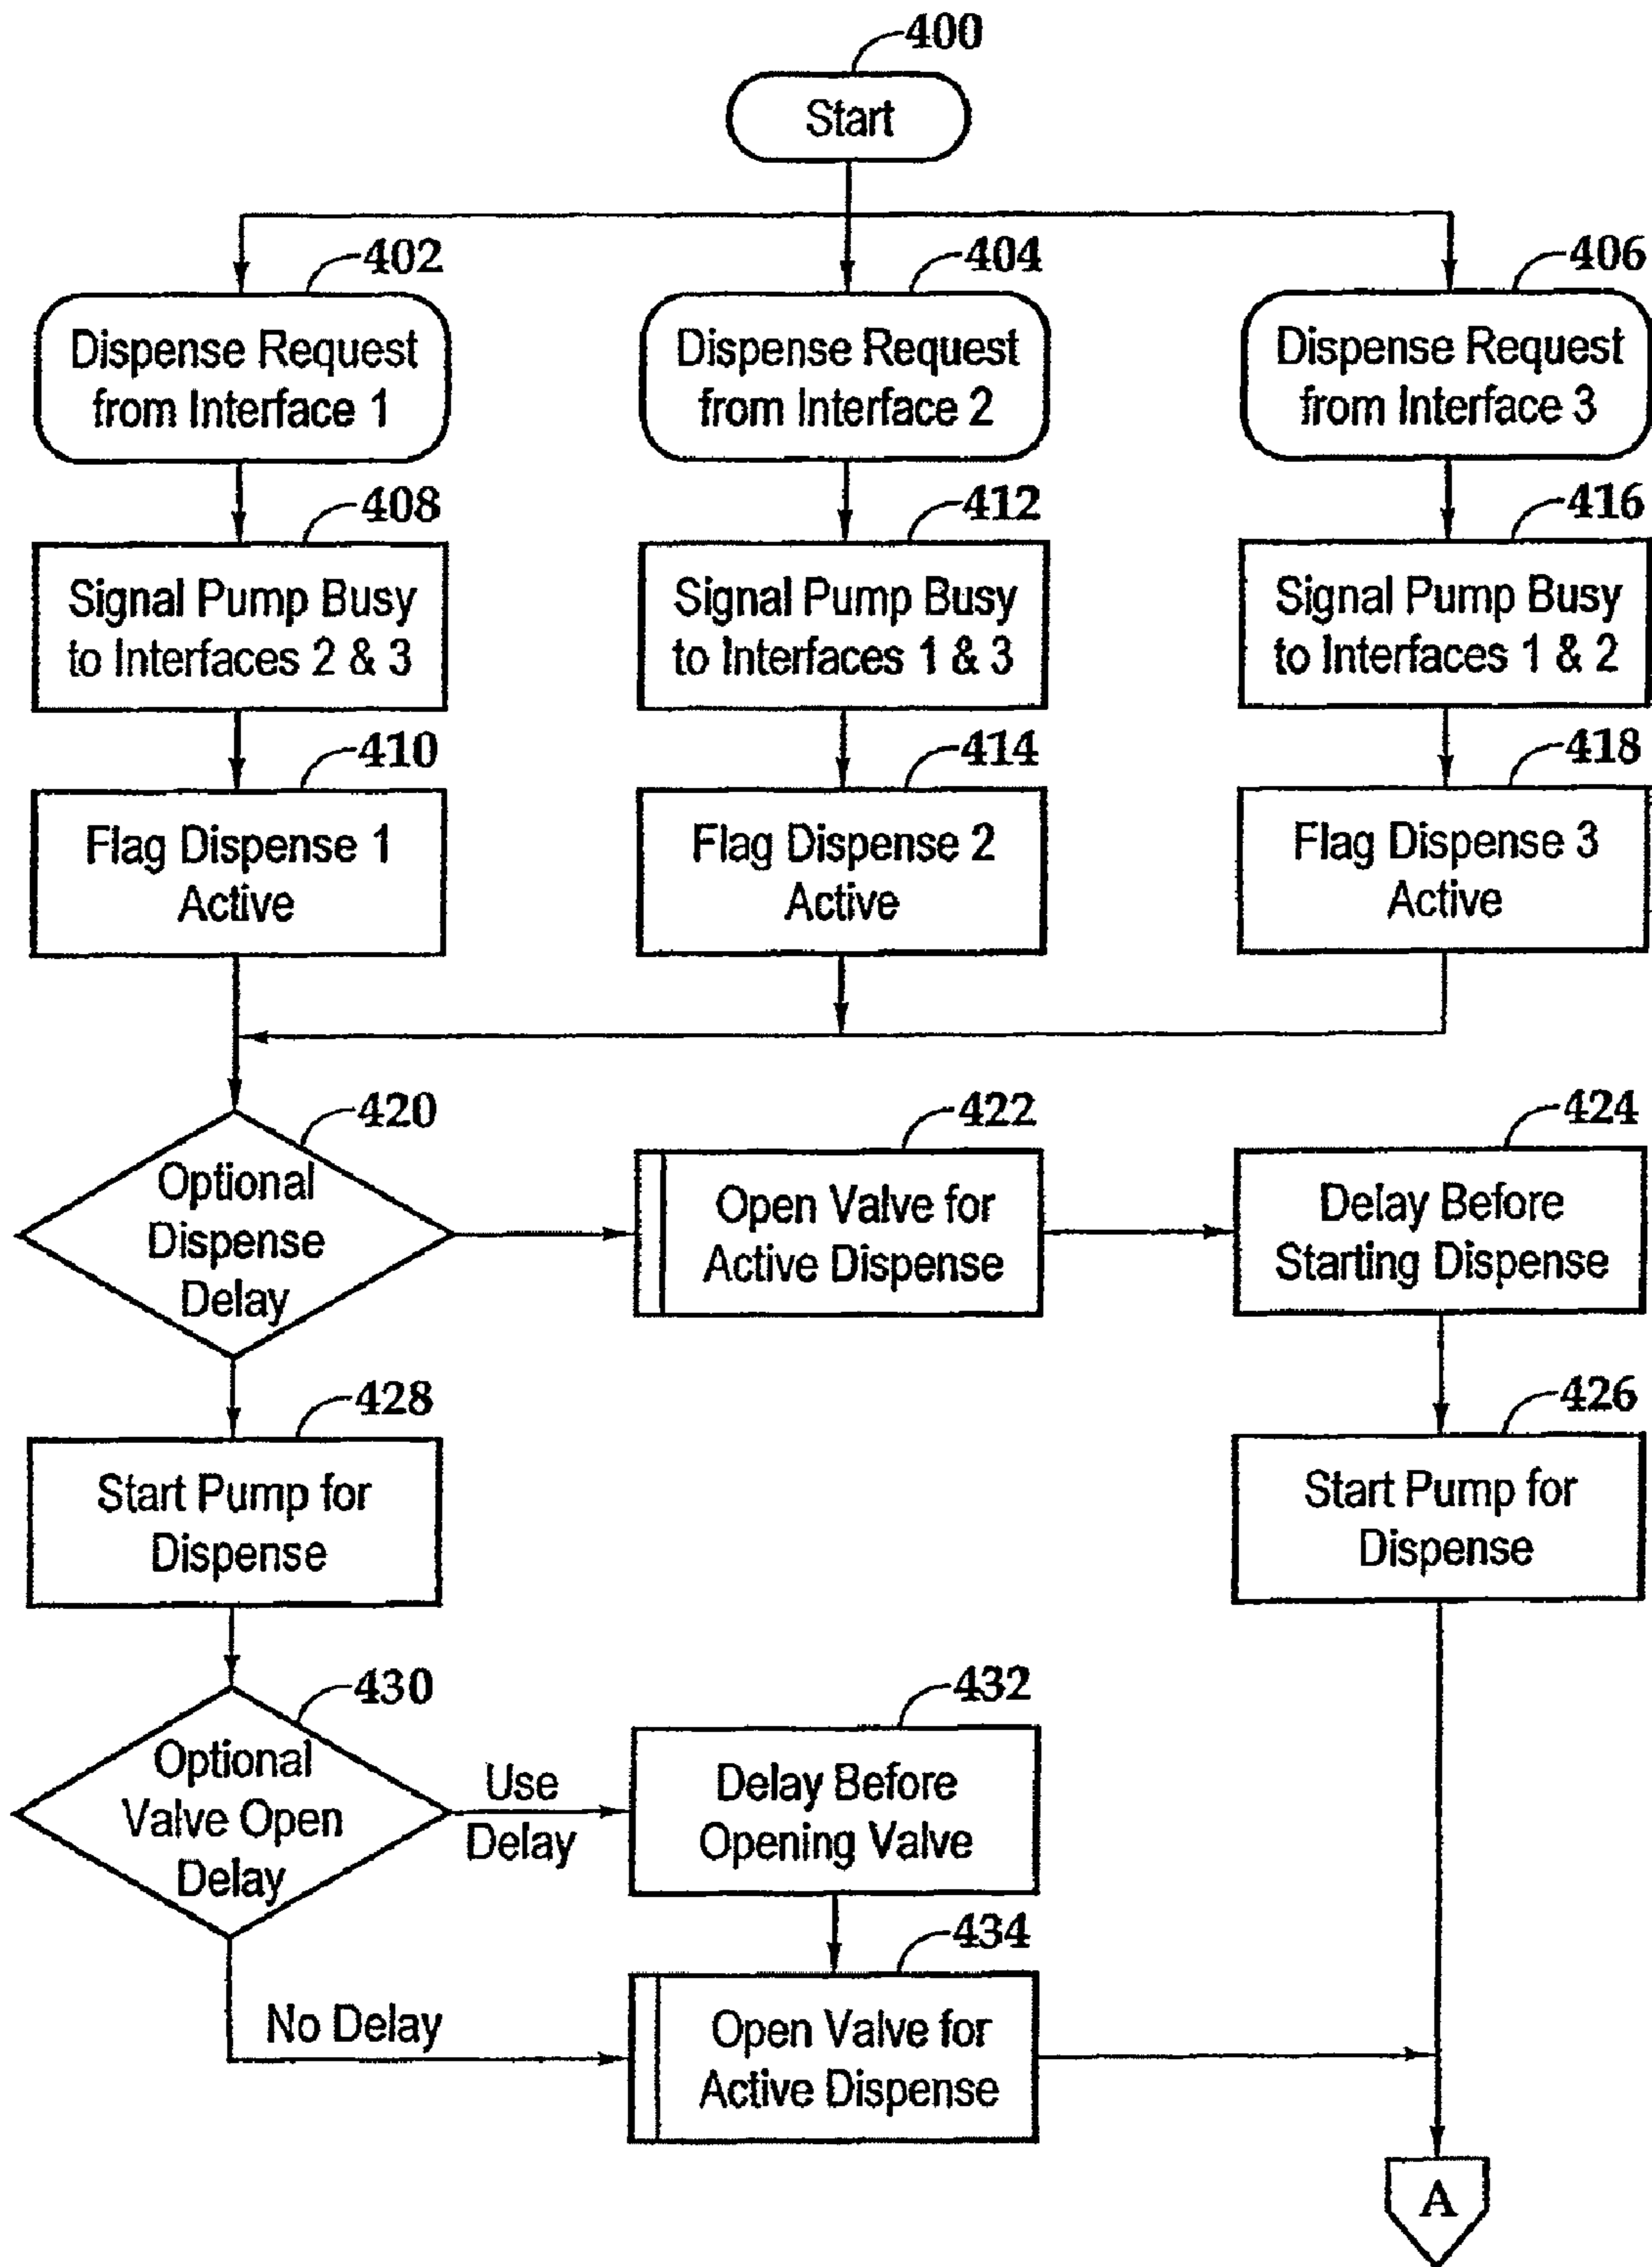 400
Start
402
404
406
Dispense Request
from Interface 1
Dispense Request
from Interface 2
Dispense Request
from Interface 3
408
412
416
Signal Pump Busy
to Interfaces 2 & 3
Signal Pump Busy
to Interfaces 1 & 3
Signal Pump Busy
to Interfaces 1 & 2
410
414
418
Flag Dispense 1
Active
Flag Dispense 2
Active
Flag Dispense 3
Active
420
422
424
Optional
Dispense
Delay
Open Valve for
Active Dispense
Delay Before
Starting Dispense
428
426
Start Pump for
Dispense
Start Pump for
Dispense
430
432
Optional
Valve Open
Delay
Use
Delay
Delay Before
Opening Valve
434
No Delay
Open Valve for
Active Dispense
A